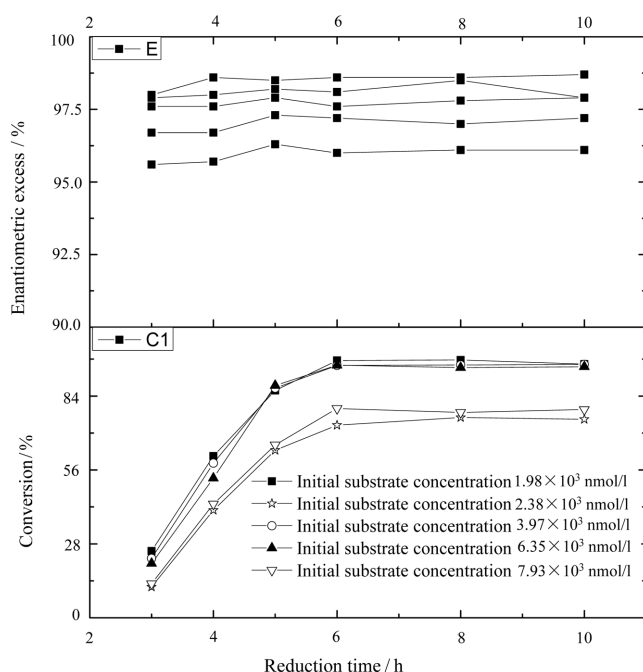 2 4 6 8 10
100
E
97.5
95.0
92.5
90.0
Enantiometric excess / %
C1
84
56
28
0
Conversion/%
Initial substrate concentration 1.98×10³ nmol/l
Initial substrate concentration 2.38×10³ nmol/l
Initial substrate concentration 3.97×10³ nmol/l
Initial substrate concentration 6.35×10³ nmol/l
Initial substrate concentration 7.93×10³ nmol/l
2 4 6 8 10
Reduction time / h